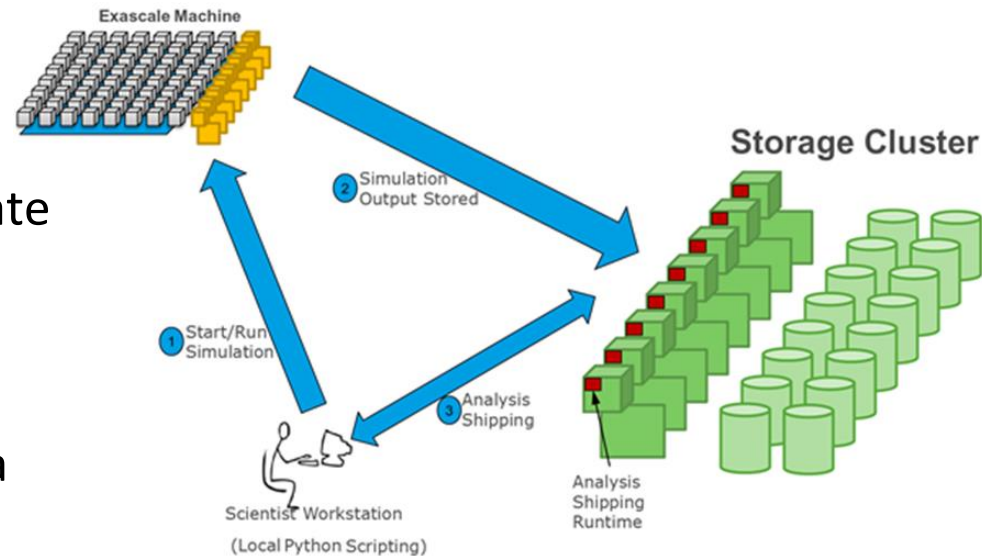 Exascale Machine
Storage Cluster
2 Simulation
Output Stored
1 Start/Run
Simulation
3 Analysis
Shipping
Analysis
Shipping
Runtime
Scientist Workstation
(Local Python Scripting)